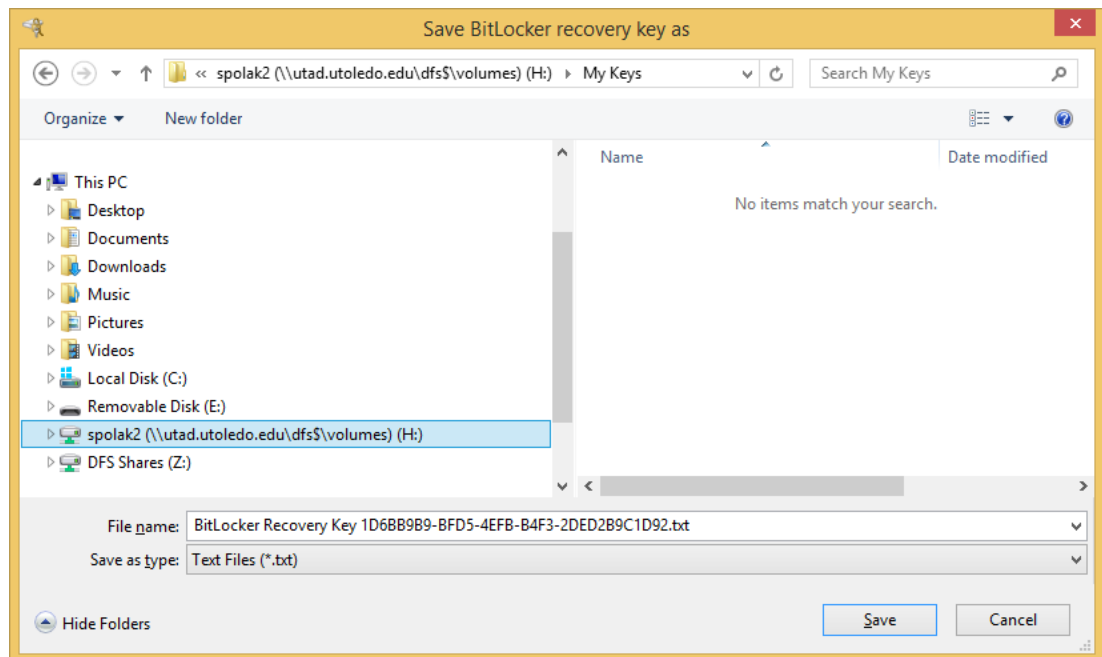 Save BitLocker recovery key as
« spolak2 (\\utad.utoledo.edu\dfs$\volumes) (H:) My Keys
Search My Keys
Organize New folder
Name Date modified
No items match your search.
This PC
Desktop
Documents
Downloads
Music
Pictures
Videos
Local Disk (C:)
Removable Disk (E:)
spolak2 (\\utad.utoledo.edu\dfs$\volumes) (H:)
DFS Shares (Z:)
File name: BitLocker Recovery Key 1D6BB9B9-BFD5-4EFB-B4F3-2DED2B9C1D92.txt
Save as type: Text Files (*.txt)
Hide Folders Save Cancel